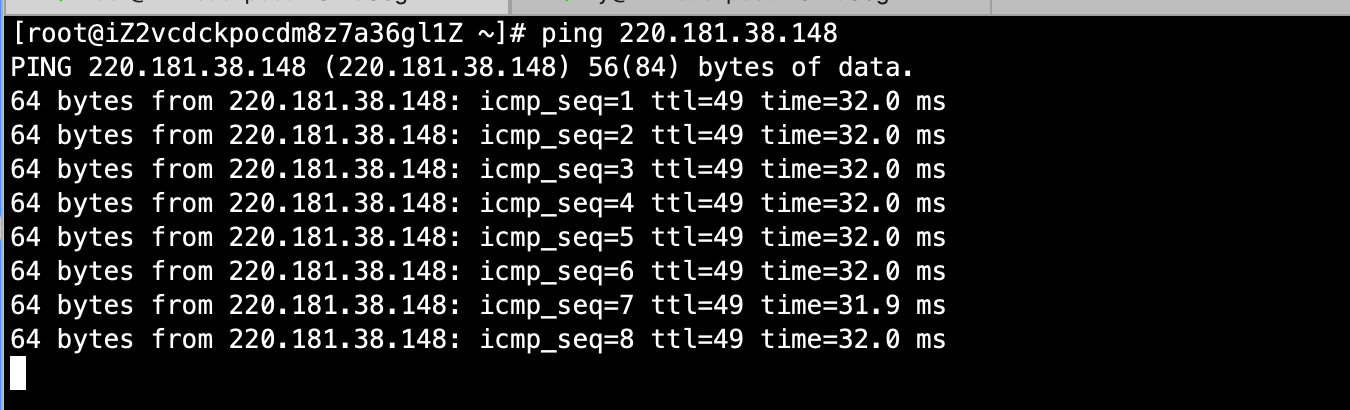 [root@iZ2vcdckpocdm8z7a36gl1Z ~]# ping 220.181.38.148
PING 220.181.38.148 (220.181.38.148) 56(84) bytes of data.
64 bytes from 220.181.38.148: icmp_seq=1 ttl=49 time=32.0 ms
64 bytes from 220.181.38.148: icmp_seq=2 ttl=49 time=32.0 ms
64 bytes from 220.181.38.148: icmp_seq=3 ttl=49 time=32.0 ms
64 bytes from 220.181.38.148: icmp_seq=4 ttl=49 time=32.0 ms
64 bytes from 220.181.38.148: icmp_seq=5 ttl=49 time=32.0 ms
64 bytes from 220.181.38.148: icmp_seq=6 ttl=49 time=32.0 ms
64 bytes from 220.181.38.148: icmp_seq=7 ttl=49 time=31.9 ms
64 bytes from 220.181.38.148: icmp_seq=8 ttl=49 time=32.0 ms